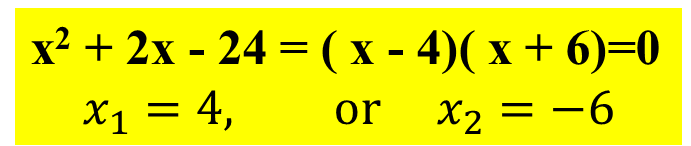 x² + 2x - 24 = ( x - 4)( x + 6)=0
x₁ = 4, or x₂ = −6